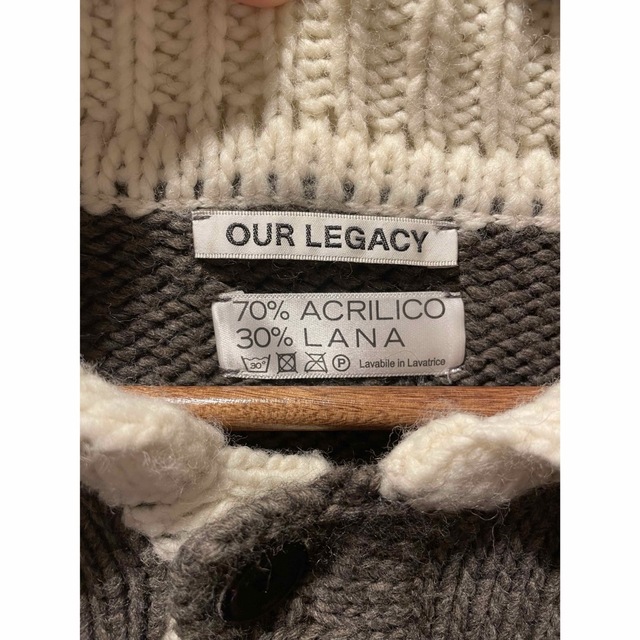 OUR LEGACY
70% ACRILICO
30% LANA
30° P Lavabile in Lavatrice